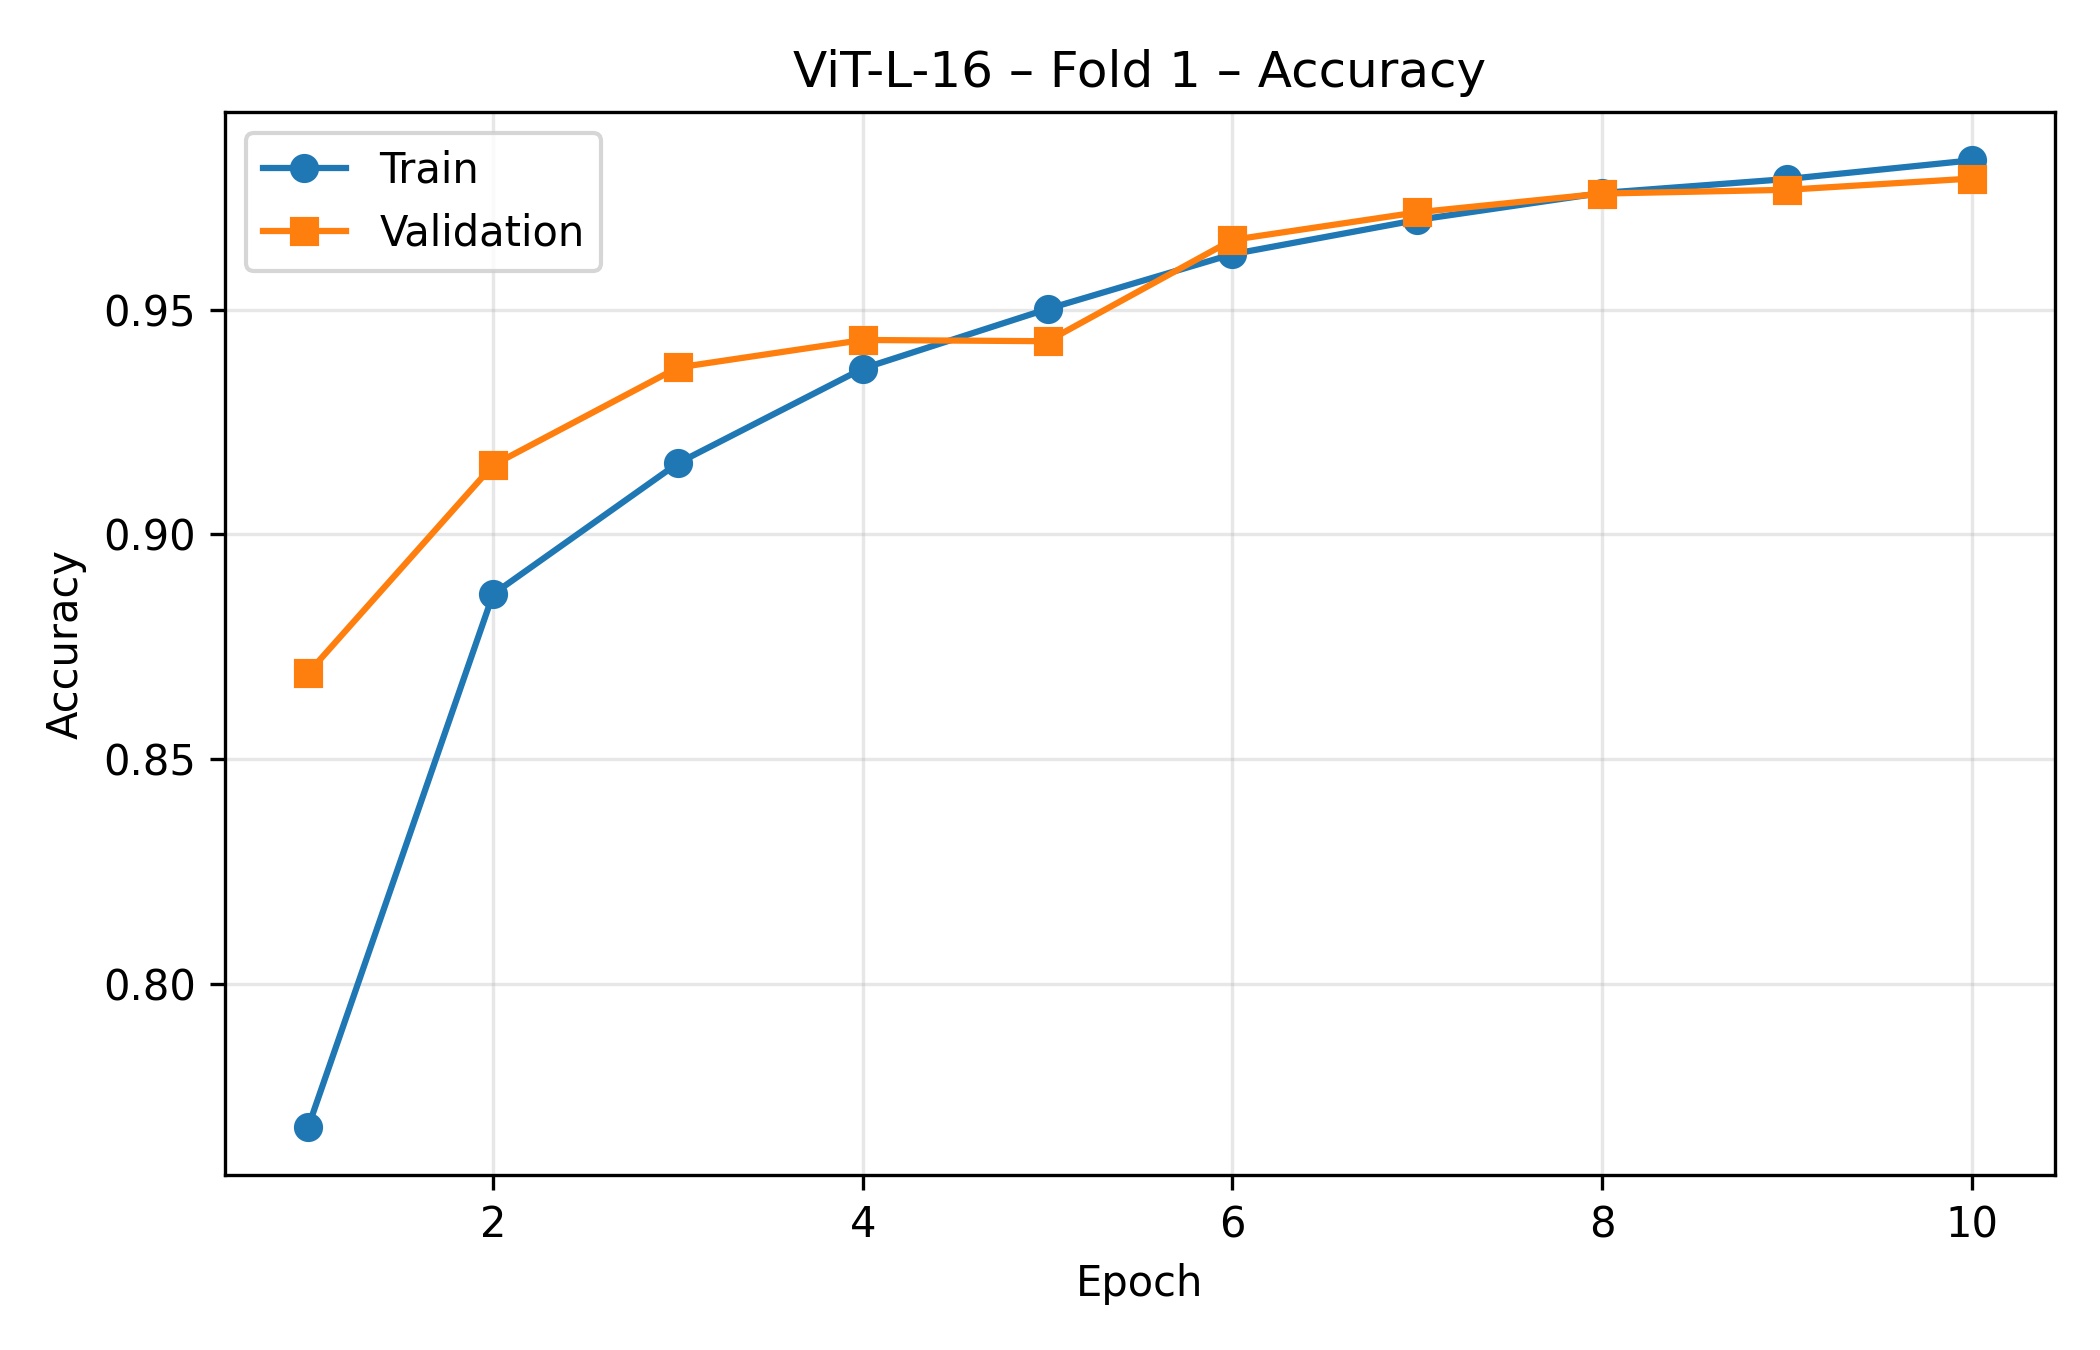 ViT-L-16 – Fold 1 – Accuracy
Train
Validation
Accuracy
0.95
0.90
0.85
0.80
2 4 6 8 10
Epoch